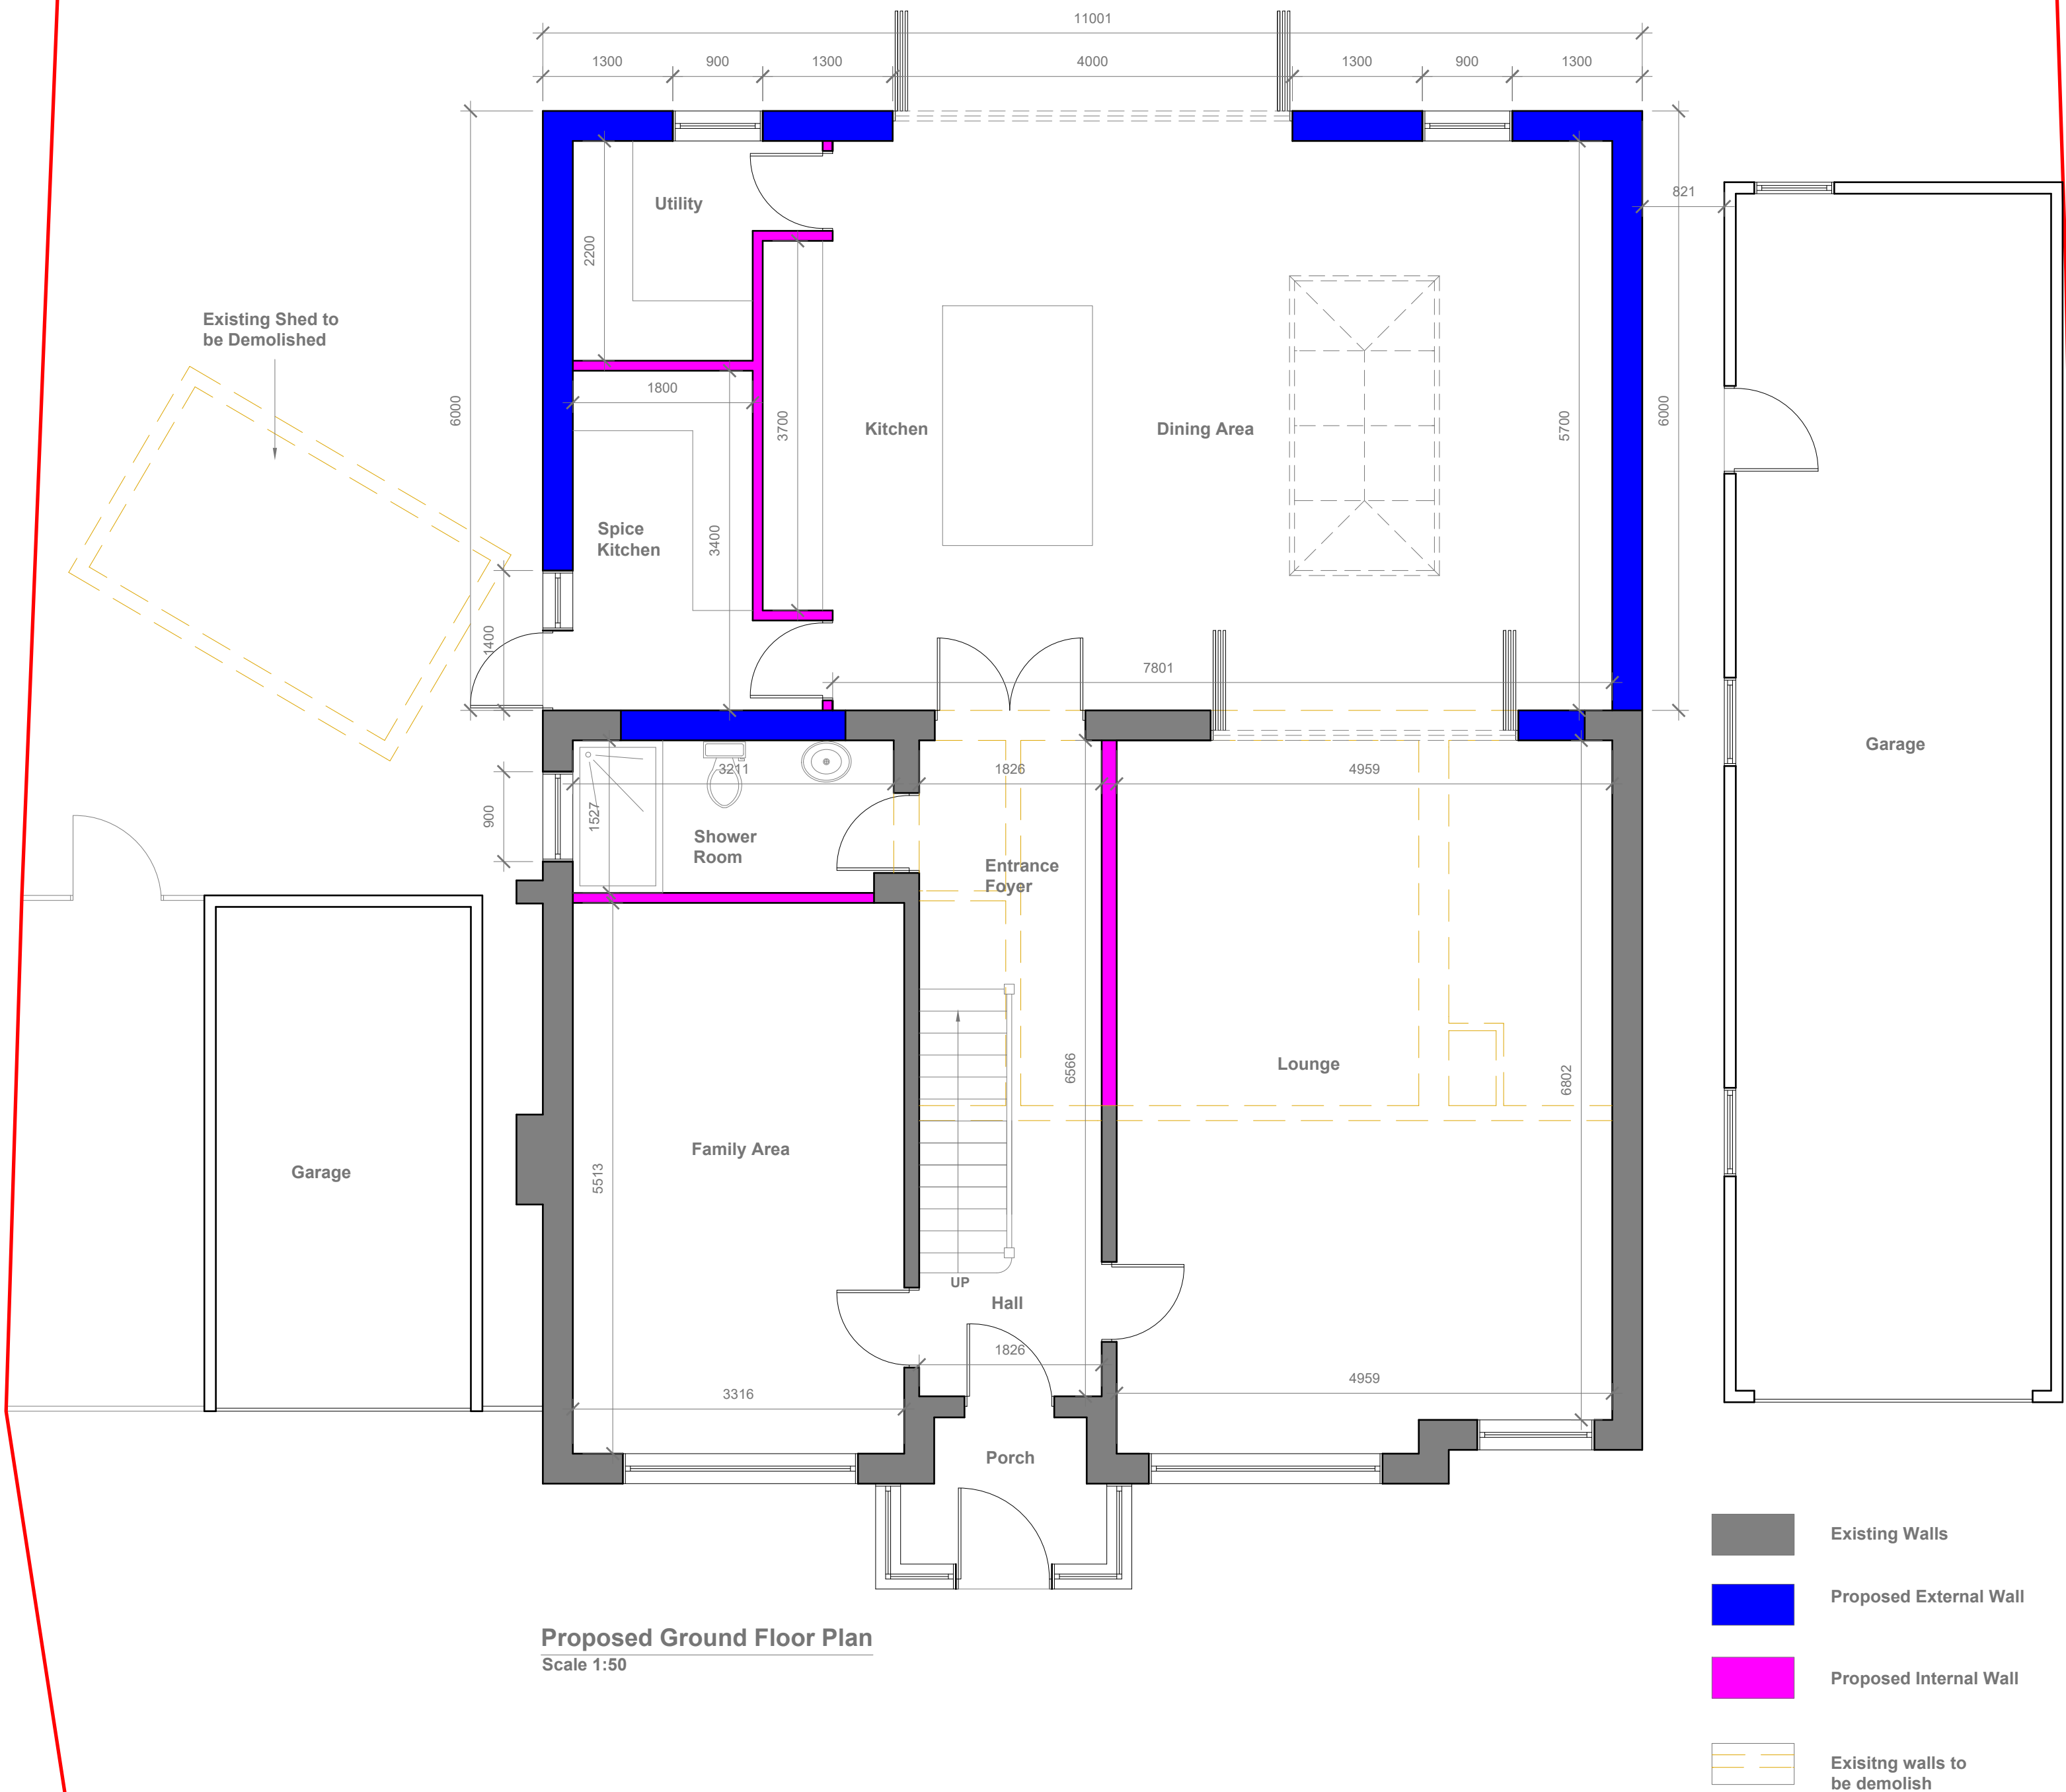 11001
1300
900
1300
4000
1300
900
1300
821
Utility
2200
Existing Shed to
be Demolished
6000
1800
3700
Kitchen
Dining Area
5700
6000
Spice
Kitchen
3400
1400
7801
Garage
3211
1826
4959
900
1527
Shower
Room
Entrance
Foyer
6566
Lounge
6802
Family Area
5513
Garage
UP
Hall
1826
3316
4959
Porch
Existing Walls
Proposed External Wall
Proposed Internal Wall
Exisitng walls to
be demolish
Proposed Ground Floor Plan
Scale 1:50